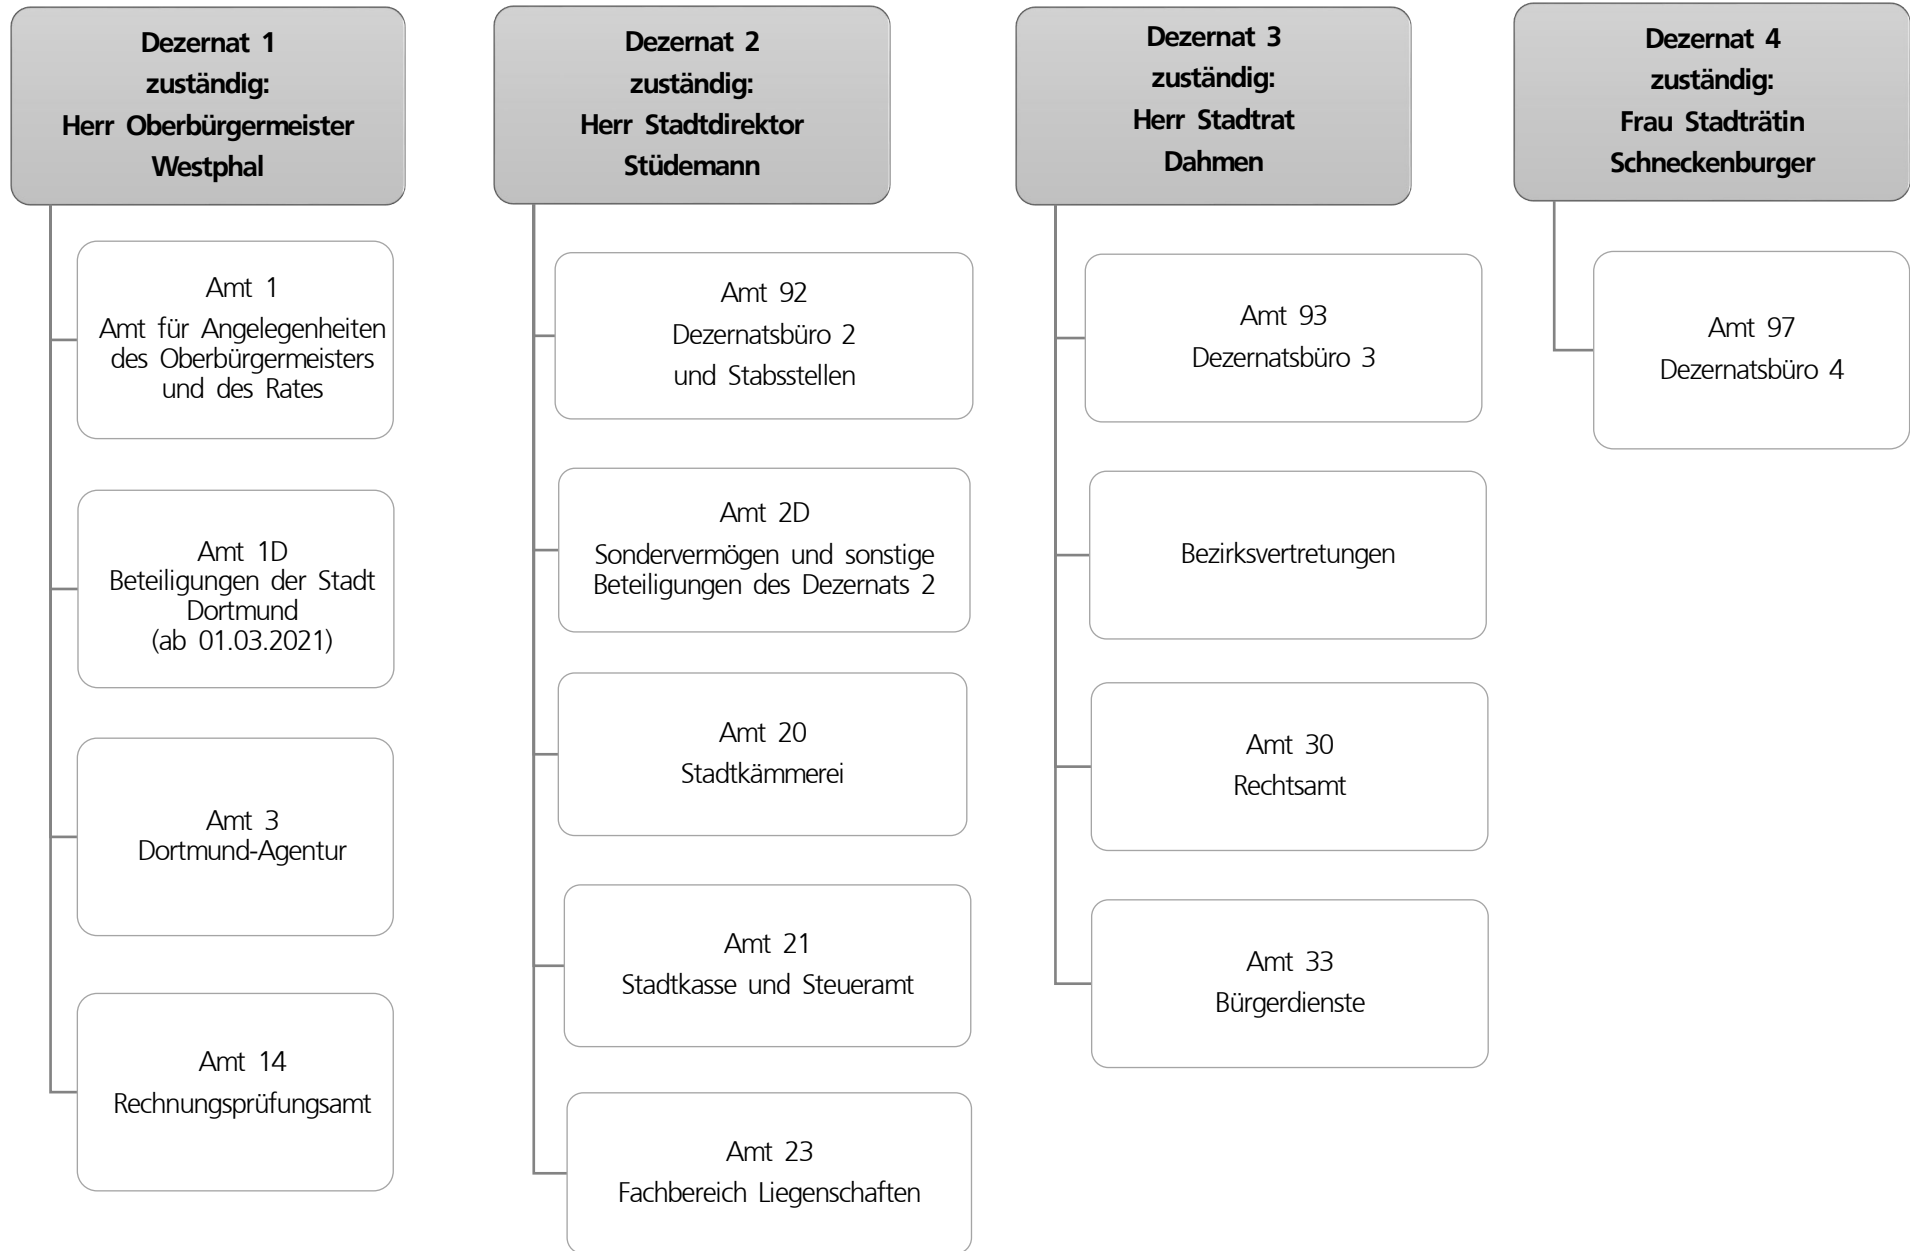 Dezernat 1
zuständig:
Herr Oberbürgermeister
Westphal
Amt 1
Amt für Angelegenheiten
des Oberbürgermeisters
und des Rates
Amt 1D
Beteiligungen der Stadt
Dortmund
(ab 01.03.2021)
Amt 3
Dortmund-Agentur
Amt 14
Rechnungsprüfungsamt
Dezernat 2
zuständig:
Herr Stadtdirektor
Stüdemann
Amt 92
Dezernatsbüro 2
und Stabsstellen
Amt 2D
Sondervermögen und sonstige
Beteiligungen des Dezernats 2
Amt 20
Stadtkämmerei
Amt 21
Stadtkasse und Steueramt
Amt 23
Fachbereich Liegenschaften
Dezernat 3
zuständig:
Herr Stadtrat
Dahmen
Amt 93
Dezernatsbüro 3
Bezirksvertretungen
Amt 30
Rechtsamt
Amt 33
Bürgerdienste
Dezernat 4
zuständig:
Frau Stadträtin
Schneckenburger
Amt 97
Dezernatsbüro 4